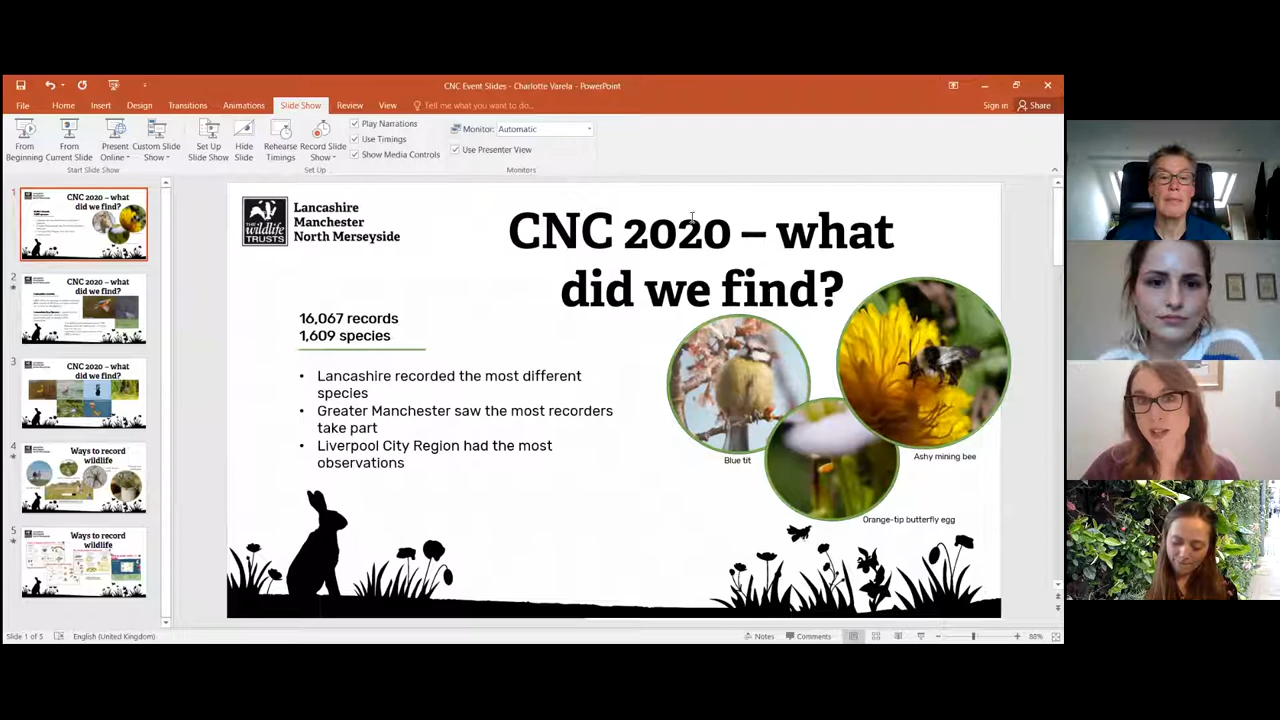 CNC Event Slides - Charlotte Varela - PowerPoint
File Home Insert Design Transitions Animations Slide Show Review View Tell me what you want to do... Sign in Share
From Beginning
From Current Slide
Present Online
Custom Slide Show
Set Up Slide Show
Hide Slide
Rehearse Timings
Record Slide Show
Play Narrations
Use Timings
Show Media Controls
Monitor: Automatic
Use Presenter View
Start Slide Show
Set Up
Monitors
1
CNC 2020 – what
did we find?
2
CNC 2020 – what
did we find?
3
CNC 2020 – what
did we find?
4
Ways to record
wildlife
5
Ways to record
wildlife
THE
wildlife
TRUSTS
Lancashire
Manchester
North Merseyside
CNC 2020 – what
did we find?
16,067 records
1,609 species
• Lancashire recorded the most different
species
• Greater Manchester saw the most recorders
take part
• Liverpool City Region had the most
observations
Blue tit
Ashy mining bee
Orange-tip butterfly egg
Slide 1 of 5 English (United Kingdom) Notes Comments 88%